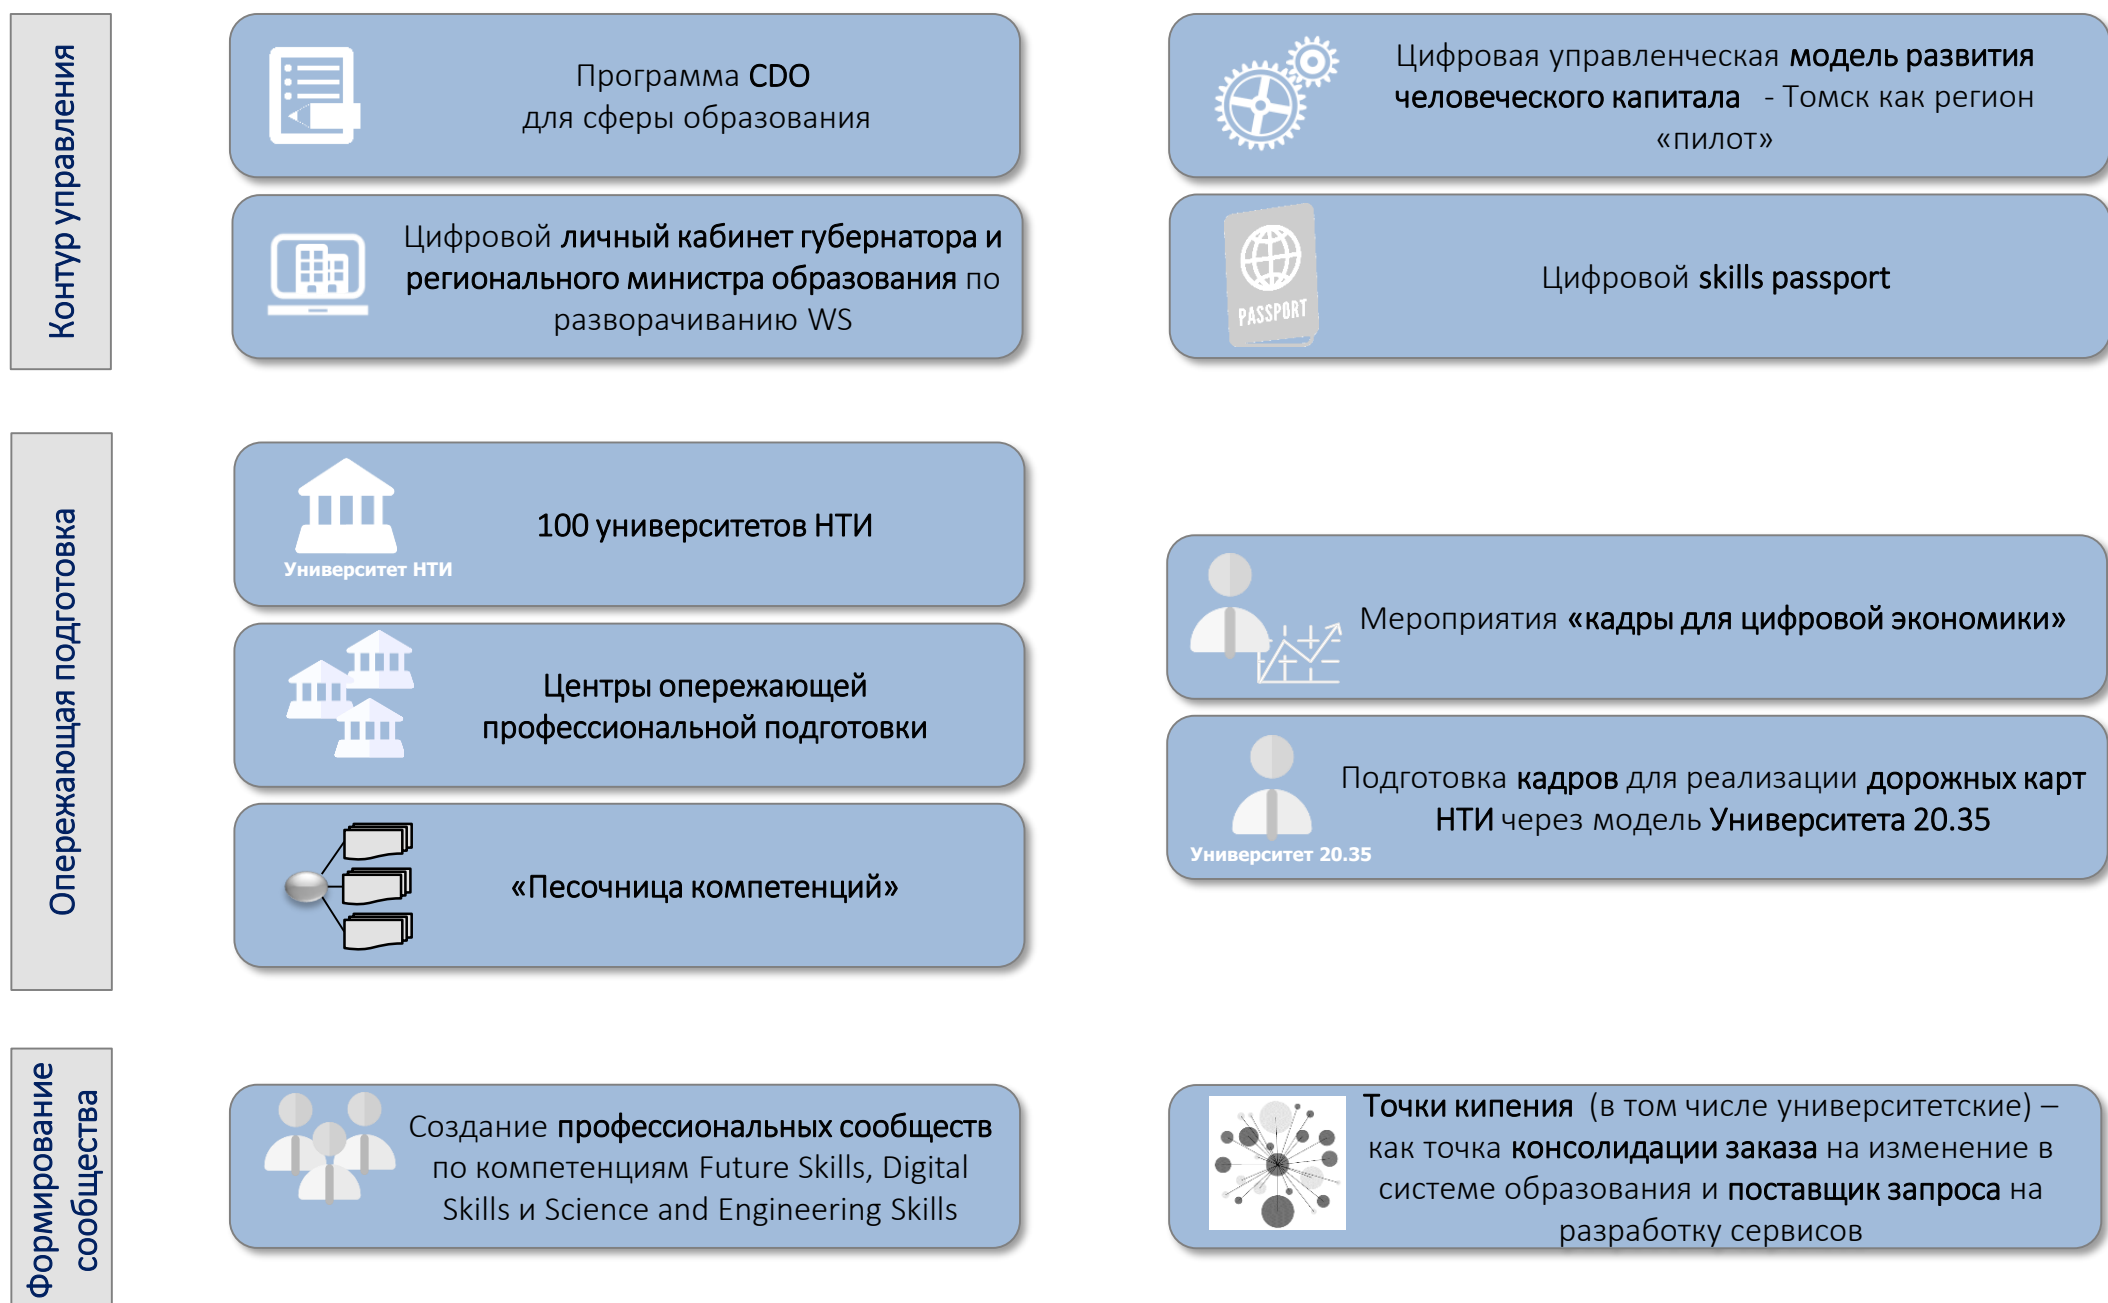 Контур управления
Программа CDO
для сферы образования
Цифровая управленческая модель развития
человеческого капитала - Томск как регион
«пилот»
Цифровой личный кабинет губернатора и
регионального министра образования по
разворачиванию WS
PASSPORT
Цифровой skills passport
Опережающая подготовка
100 университетов НТИ
Университет НТИ
Центры опережающей
профессиональной подготовки
«Песочница компетенций»
Мероприятия «кадры для цифровой экономики»
Подготовка кадров для реализации дорожных карт
НТИ через модель Университета 20.35
Университет 20.35
Формирование
сообщества
Создание профессиональных сообществ
по компетенциям Future Skills, Digital
Skills и Science and Engineering Skills
Точки кипения (в том числе университетские) –
как точка консолидации заказа на изменение в
системе образования и поставщик запроса на
разработку сервисов